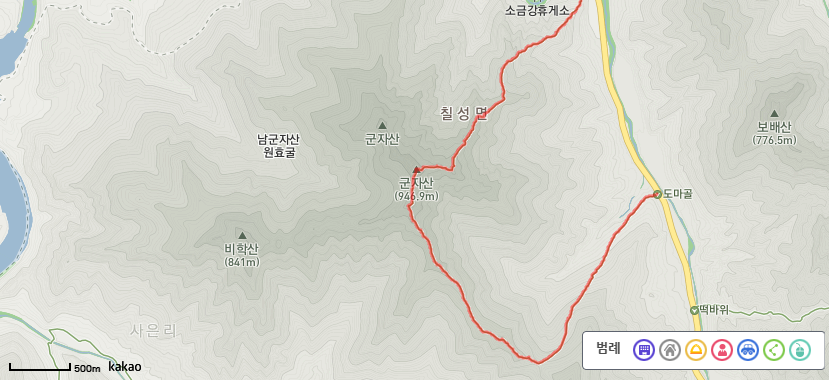 소금강휴게소
칠성면
보배산
(776.5m)
군자산
남군자산
원효굴
군자산
(946.9m)
도마골
비학산
(841m)
떡바위
사은리
범례
500m kakao